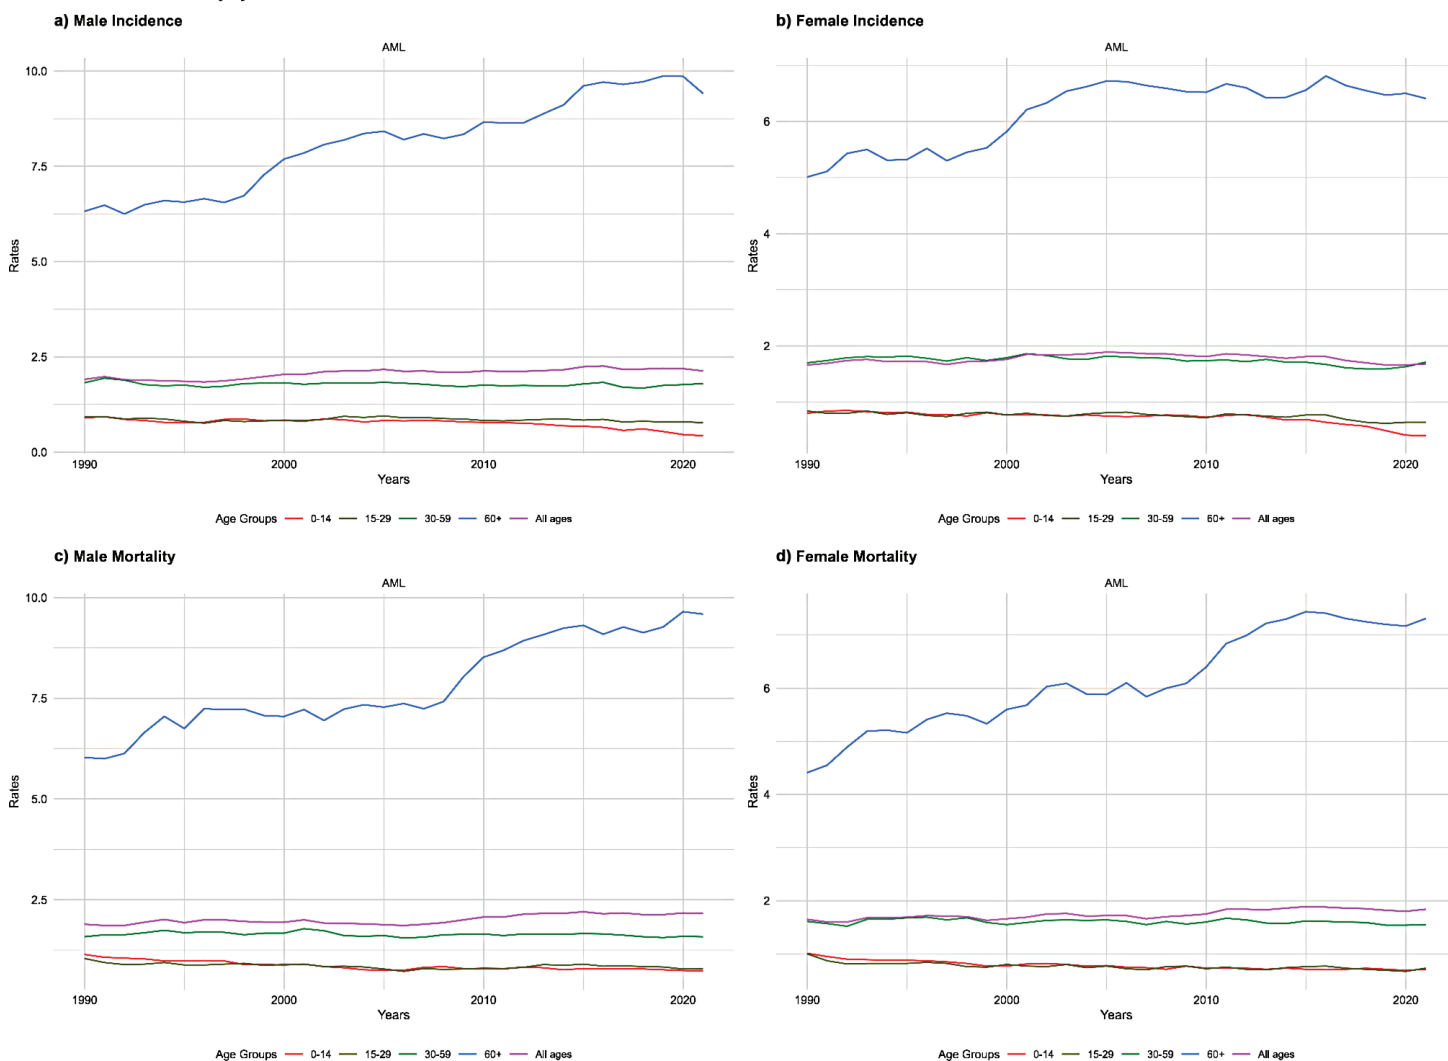 a) Male Incidence
AML
Rates
10.0
7.5
5.0
2.5
0.0
1990
2000
2010
2020
Years
Age Groups 0-14 15-29 30-59 60+ All ages
b) Female Incidence
AML
Rates
6
4
2
1990
2000
2010
2020
Years
Age Groups 0-14 15-29 30-59 60+ All ages
c) Male Mortality
AML
Rates
10.0
7.5
5.0
2.5
1990
2000
2010
2020
Years
Age Groups 0-14 15-29 30-59 60+ All ages
d) Female Mortality
AML
Rates
6
4
2
1990
2000
2010
2020
Years
Age Groups 0-14 15-29 30-59 60+ All ages